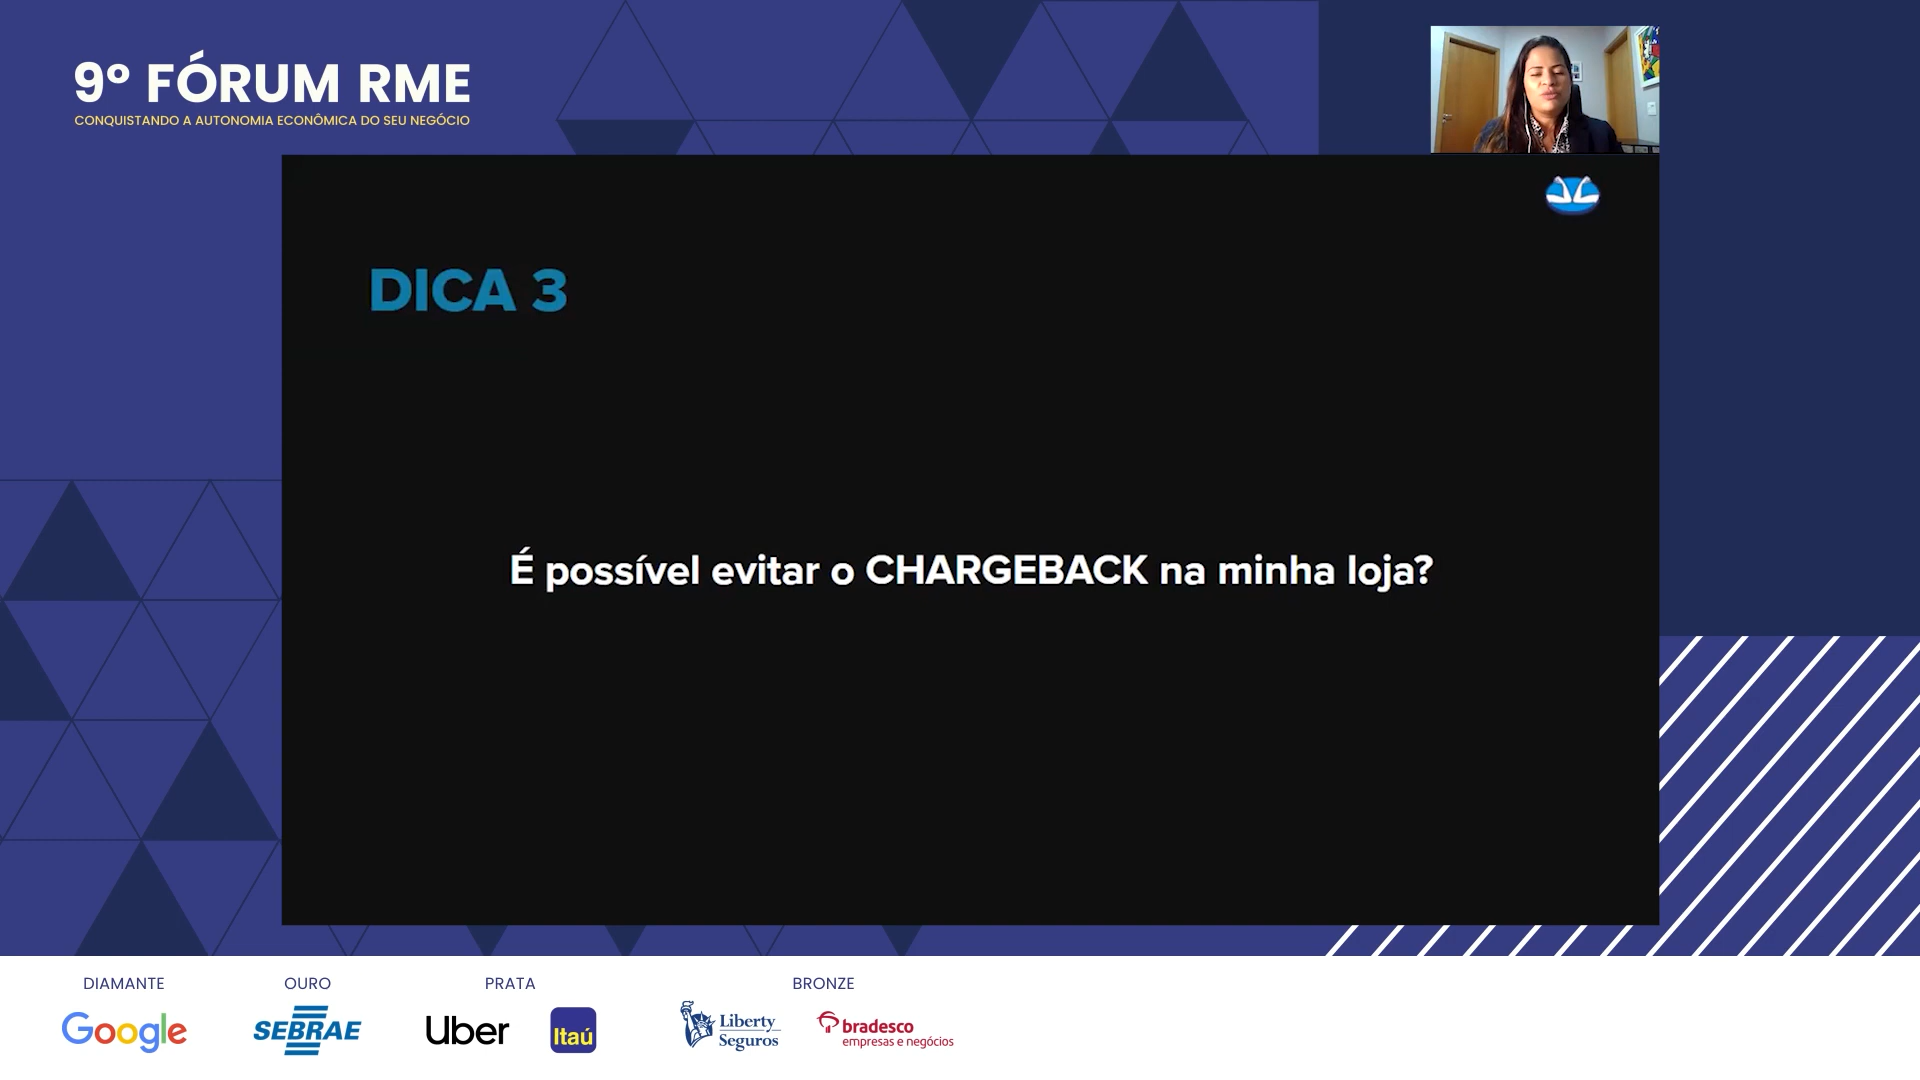 9º FÓRUM RME
CONQUISTANDO A AUTONOMIA ECONÔMICA DO SEU NEGÓCIO
DICA 3
É possível evitar o CHARGEBACK na minha loja?
DIAMANTE
OURO
PRATA
BRONZE
Google
SEBRAE
Uber
Itaú
Liberty
Seguros
bradesco
empresas e negócios